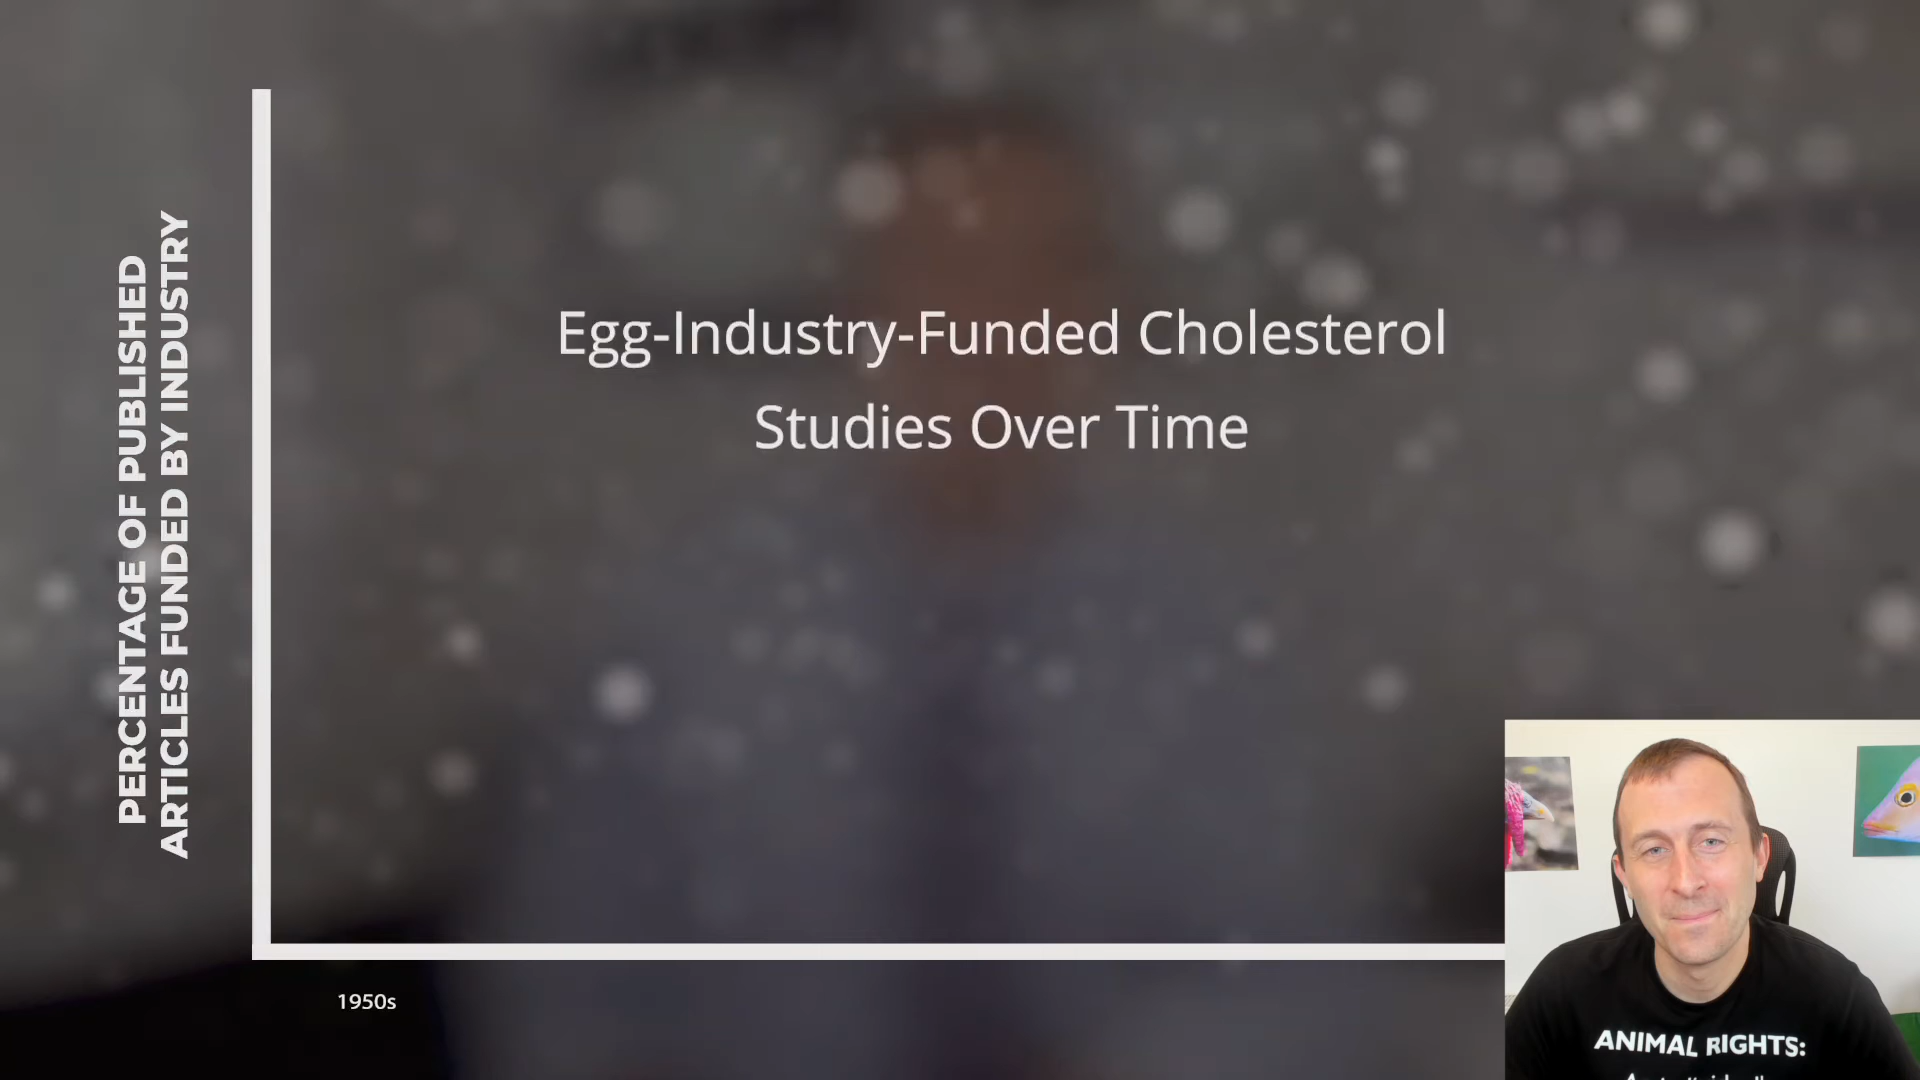 PERCENTAGE OF PUBLISHED
ARTICLES FUNDED BY INDUSTRY
Egg-Industry-Funded Cholesterol
Studies Over Time
1950s
ANIMAL RIGHTS: